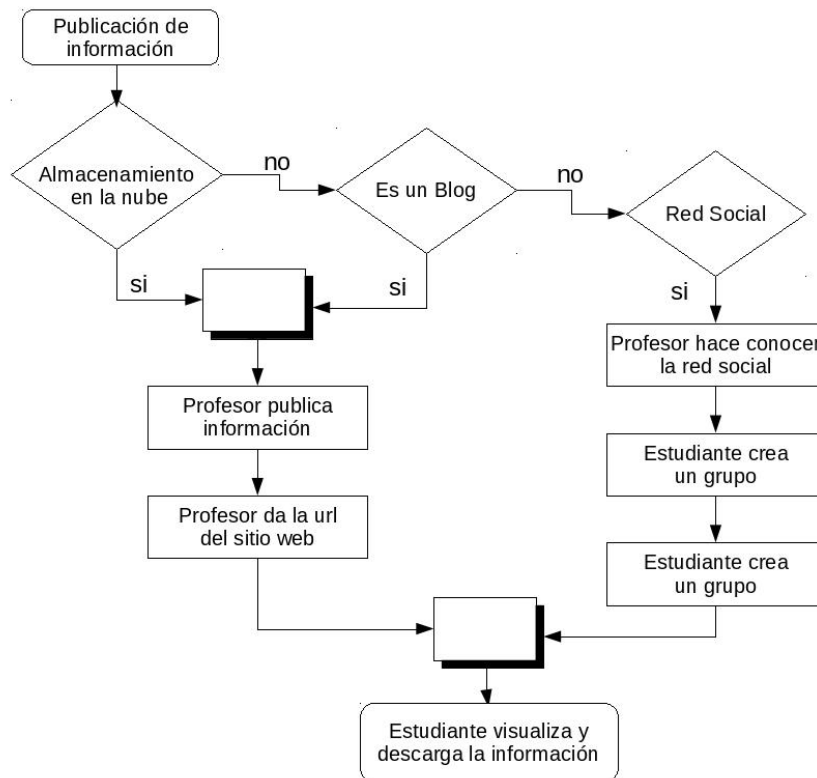 Publicación de
información
Almacenamiento
en la nube
no
Es un Blog
no
Red Social
si
si
si
Profesor hace conocer
la red social
Profesor publica
información
Estudiante crea
un grupo
Profesor da la url
del sitio web
Estudiante crea
un grupo
Estudiante visualiza y
descarga la información